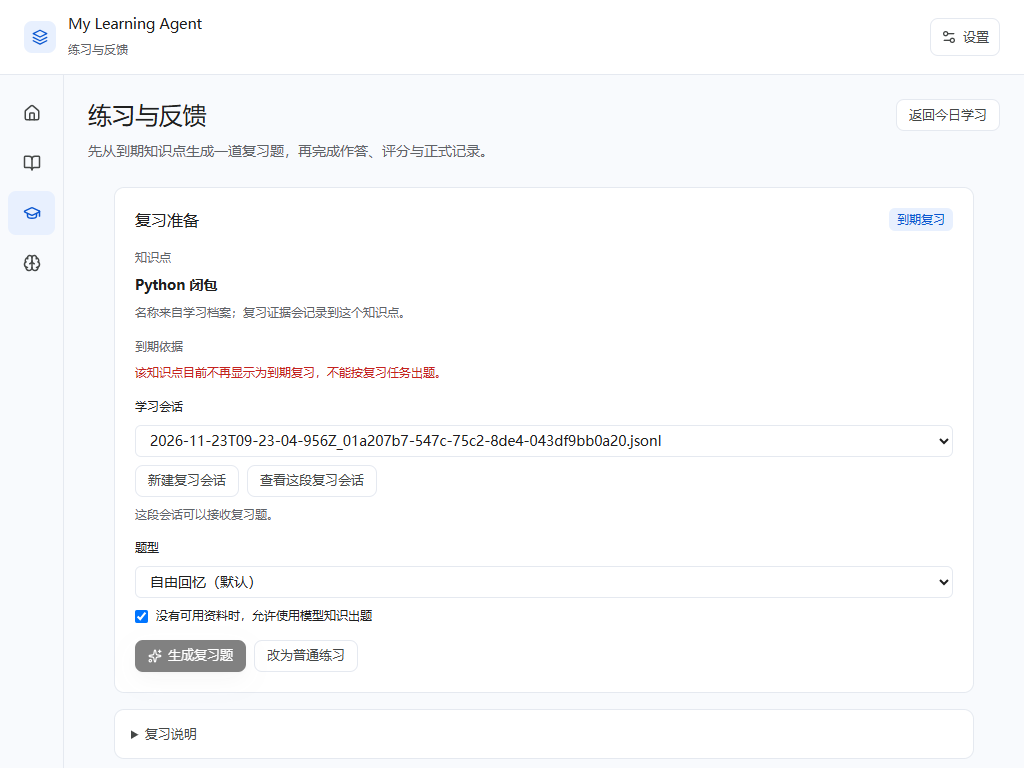 My Learning Agent
练习与反馈
设置
练习与反馈
返回今日学习
先从到期知识点生成一道复习题，再完成作答、评分与正式记录。
复习准备
到期复习
知识点
Python 闭包
名称来自学习档案；复习证据会记录到这个知识点。
到期依据
该知识点目前不再显示为到期复习，不能按复习任务出题。
学习会话
2026-11-23T09-23-04-956Z_01a207b7-547c-75c2-8de4-043df9bb0a20.jsonl
新建复习会话
查看这段复习会话
这段会话可以接收复习题。
题型
自由回忆（默认）
没有可用资料时，允许使用模型知识出题
生成复习题
改为普通练习
复习说明